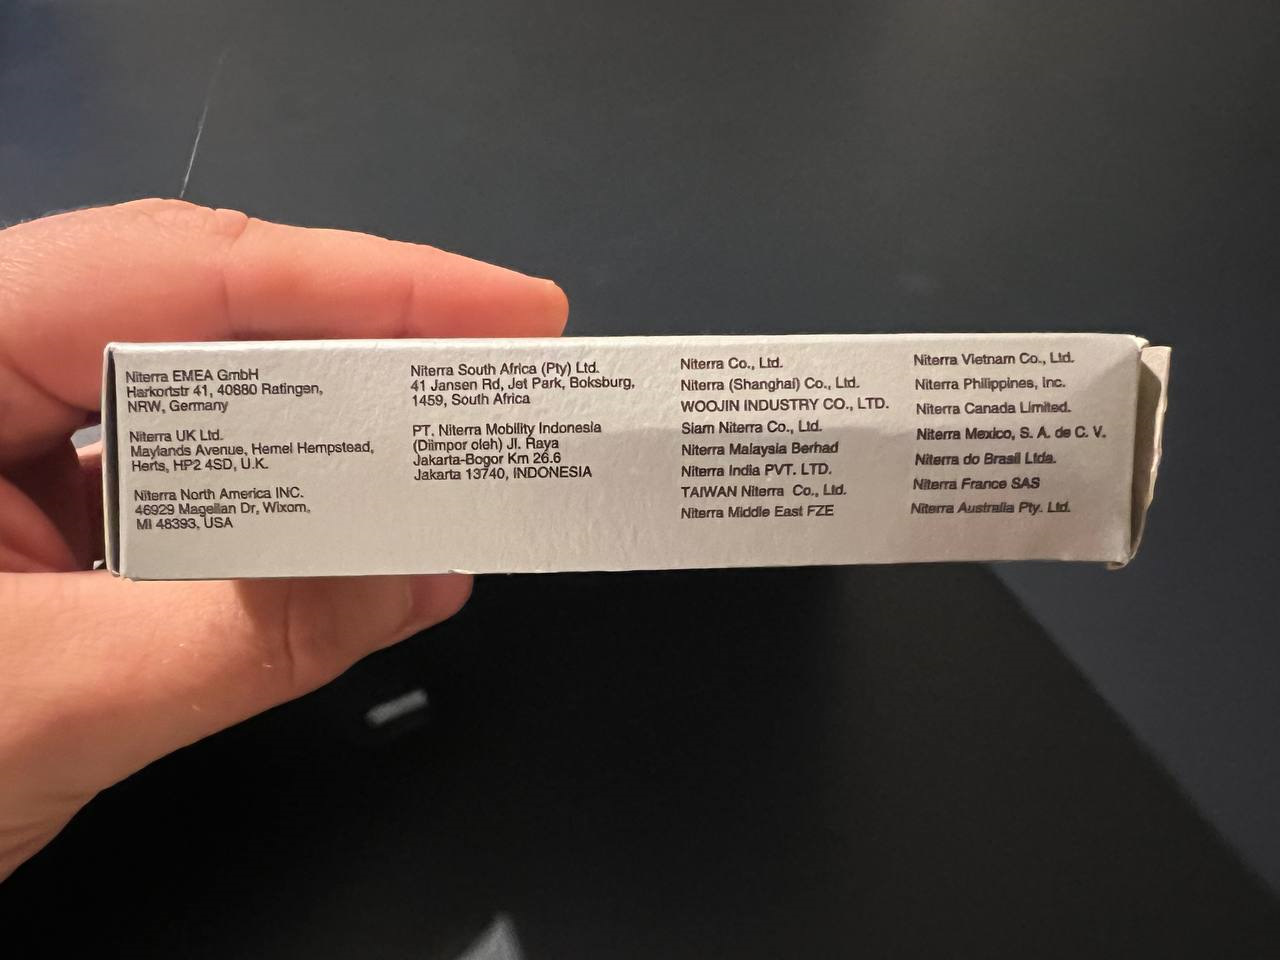 Niterra EMEA GmbH
Harkortstr 41, 40880 Ratingen,
NRW, Germany
Niterra UK Ltd.
Maylands Avenue, Hemel Hempstead,
Herts, HP2 4SD, U.K.
Niterra North America INC.
46929 Magellan Dr, Wixom,
MI 48393, USA
Niterra South Africa (Pty) Ltd.
41 Jansen Rd, Jet Park, Boksburg,
1459, South Africa
PT. Niterra Mobility Indonesia
(Diimpor oleh) Jl. Raya
Jakarta-Bogor Km 26.6
Jakarta 13740, INDONESIA
Niterra Co., Ltd.
Niterra (Shanghai) Co., Ltd.
WOOJIN INDUSTRY CO., LTD.
Siam Niterra Co., Ltd.
Niterra Malaysia Berhad
Niterra India PVT. LTD.
TAIWAN Niterra Co., Ltd.
Niterra Middle East FZE
Niterra Vietnam Co., Ltd.
Niterra Philippines, Inc.
Niterra Canada Limited.
Niterra Mexico, S. A. de C. V.
Niterra do Brasil Ltda.
Niterra France SAS
Niterra Australia Pty. Ltd.